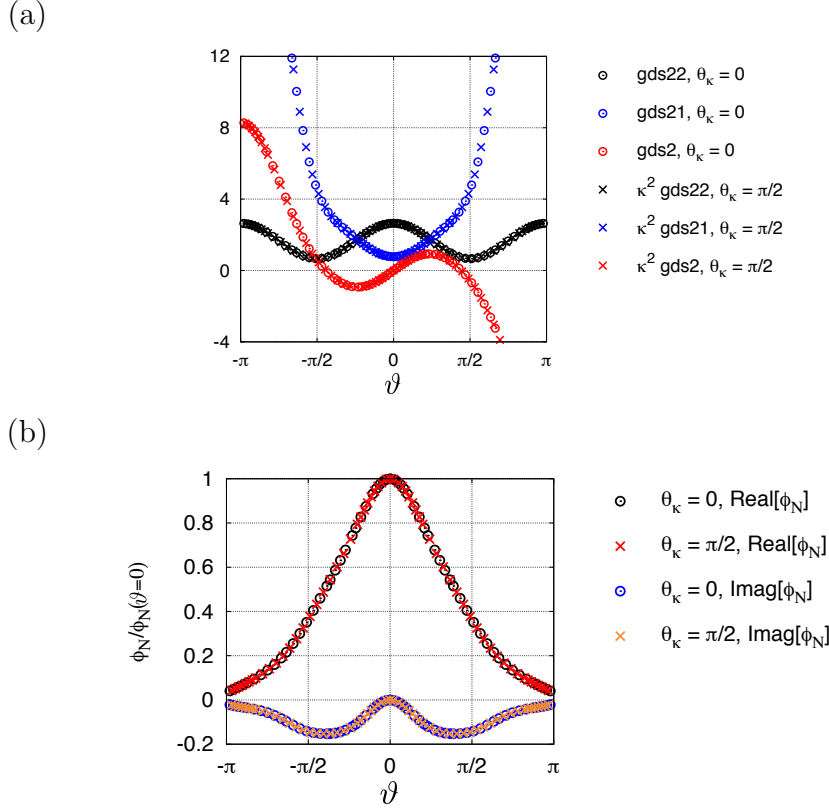 (a)
12
8
4
0
-4
-π
-π/2
0
π/2
π
ϑ
gds22, θκ = 0
gds21, θκ = 0
gds2, θκ = 0
κ² gds22, θκ = π/2
κ² gds21, θκ = π/2
κ² gds2, θκ = π/2
(b)
ϕN/ϕN(ϑ=0)
1
0.8
0.6
0.4
0.2
0
-0.2
-π
-π/2
0
π/2
π
ϑ
θκ = 0, Real[ϕN]
θκ = π/2, Real[ϕN]
θκ = 0, Imag[ϕN]
θκ = π/2, Imag[ϕN]